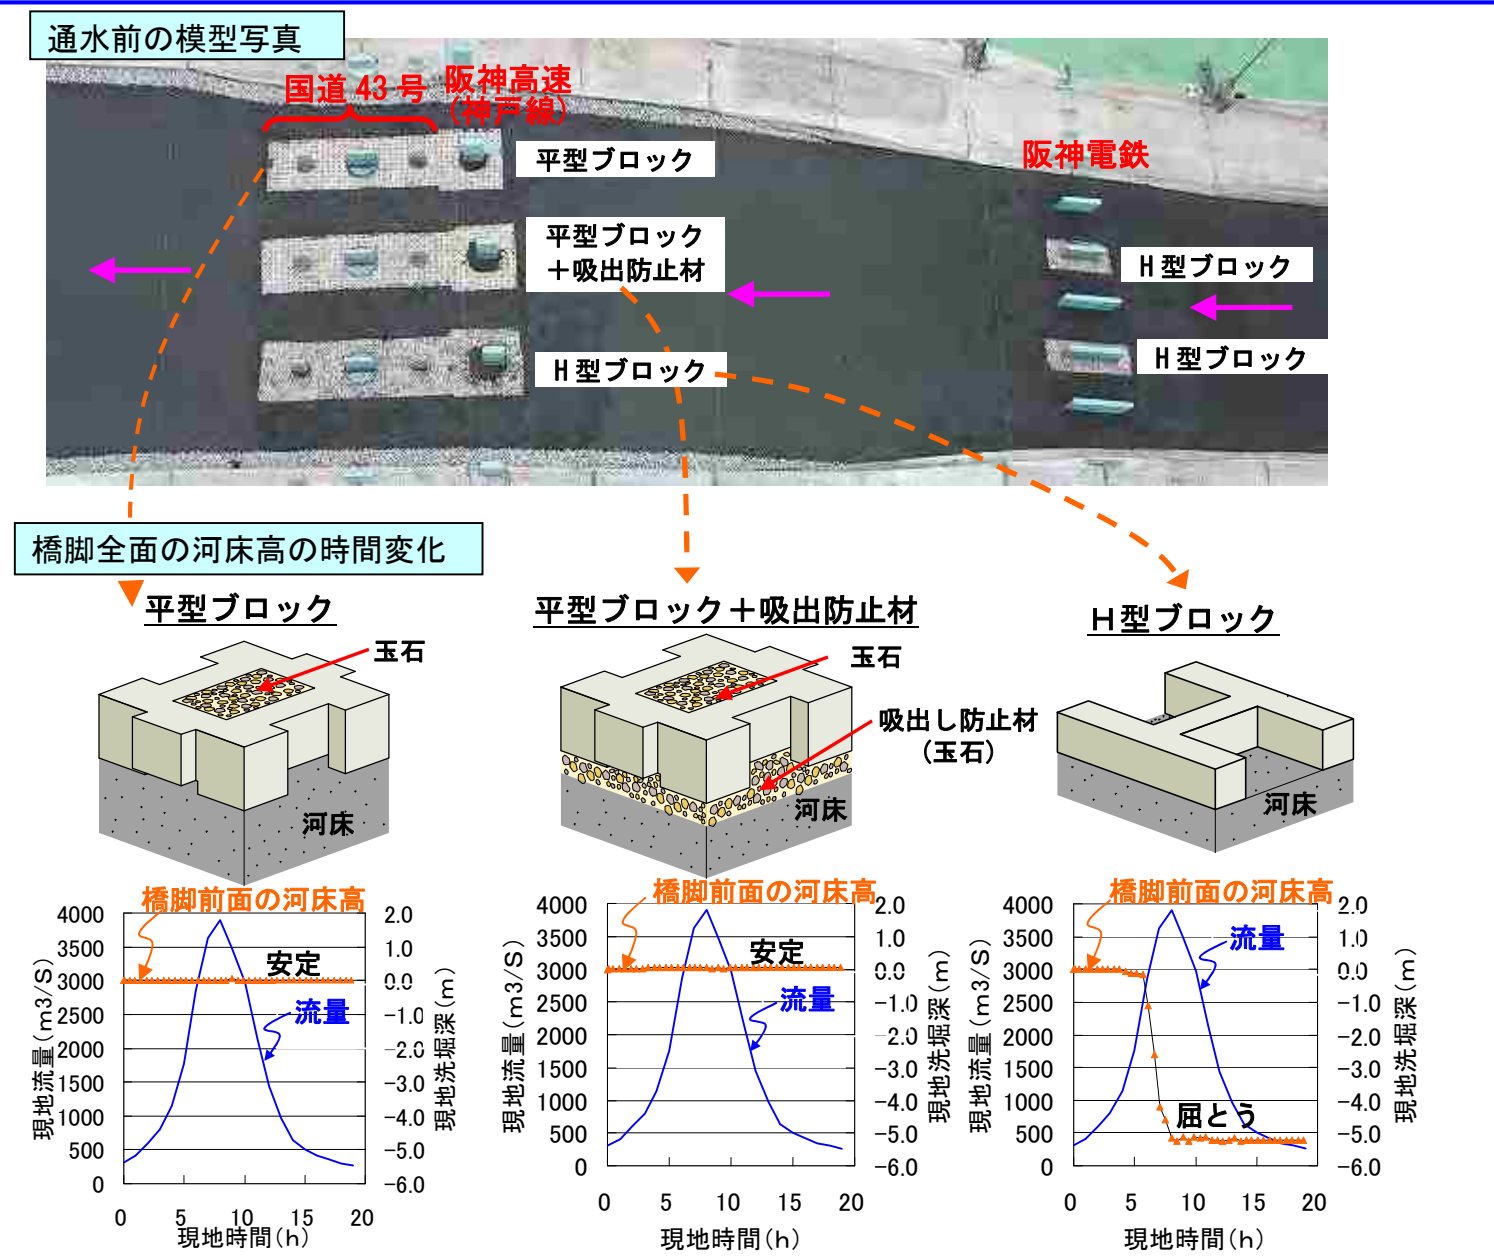 通水前の模型写真
国道43号
阪神高速
(神戸線)
平型ブロック
阪神電鉄
平型ブロック
＋吸出防止材
H型ブロック
H型ブロック
H型ブロック
橋脚全面の河床高の時間変化
平型ブロック
玉石
河床
平型ブロック＋吸出防止材
玉石
吸出し防止材
(玉石)
河床
H型ブロック
河床
橋脚前面の河床高
安定
流量
現地流量(m3/S)
4000
3500
3000
2500
2000
1500
1000
500
0
2.0
1.0
0.0
-1.0
-2.0
-3.0
-4.0
-5.0
-6.0
現地洗堀深(m)
0 5 10 15 20
現地時間(h)
橋脚前面の河床高
安定
流量
現地流量(m3/S)
4000
3500
3000
2500
2000
1500
1000
500
0
2.0
1.0
0.0
-1.0
-2.0
-3.0
-4.0
-5.0
-6.0
現地洗堀深(m)
0 5 10 15 20
現地時間(h)
橋脚前面の河床高
流量
屈とう
現地流量(m3/S)
4000
3500
3000
2500
2000
1500
1000
500
0
2.0
1.0
0.0
-1.0
-2.0
-3.0
-4.0
-5.0
-6.0
現地洗堀深(m)
0 5 10 15 20
現地時間(h)